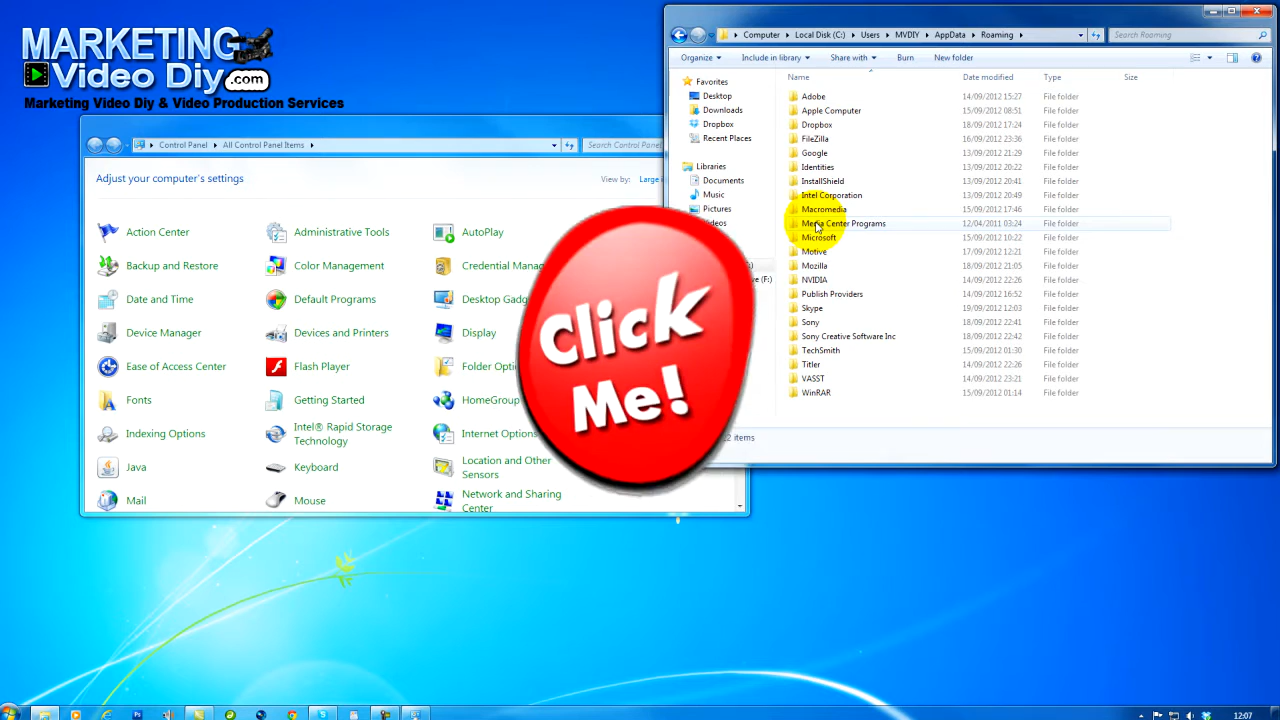 MARKETING
Video Diy .com
Marketing Video Diy & Video Production Services
Control Panel All Control Panel Items
Search Control Pa
Adjust your computer's settings
View by: Large i
Action Center
Administrative Tools
AutoPlay
Backup and Restore
Color Management
Credential Mana
Date and Time
Default Programs
Desktop Gadg
Device Manager
Devices and Printers
Display
Ease of Access Center
Flash Player
Folder Opti
Fonts
Getting Started
HomeGroup
Indexing Options
Intel® Rapid Storage
Technology
Internet Options
Java
Keyboard
Location and Other
Sensors
Mail
Mouse
Network and Sharing
Center
Click
Me!
Computer Local Disk (C:) Users MVDIY AppData Roaming
Search Roaming
Organize Include in library Share with Burn New folder
Favorites
Desktop
Downloads
Dropbox
Recent Places
Libraries
Documents
Music
Pictures
ideos
ve (F:)
Name Date modified Type Size
Adobe 14/09/2012 15:27 File folder
Apple Computer 15/09/2012 08:51 File folder
Dropbox 18/09/2012 17:24 File folder
FileZilla 16/09/2012 23:36 File folder
Google 13/09/2012 21:29 File folder
Identities 13/09/2012 20:22 File folder
InstallShield 13/09/2012 20:41 File folder
Intel Corporation 13/09/2012 20:49 File folder
Macromedia 15/09/2012 17:46 File folder
Media Center Programs 12/04/2011 03:24 File folder
Microsoft 15/09/2012 10:22 File folder
Motive 17/09/2012 12:21 File folder
Mozilla 18/09/2012 21:05 File folder
NVIDIA 14/09/2012 22:26 File folder
Publish Providers 14/09/2012 16:52 File folder
Skype 19/09/2012 12:03 File folder
Sony 18/09/2012 22:41 File folder
Sony Creative Software Inc 18/09/2012 22:42 File folder
TechSmith 15/09/2012 01:30 File folder
Titler 14/09/2012 22:26 File folder
VASST 14/09/2012 23:21 File folder
WinRAR 15/09/2012 01:14 File folder
2 items
12:07